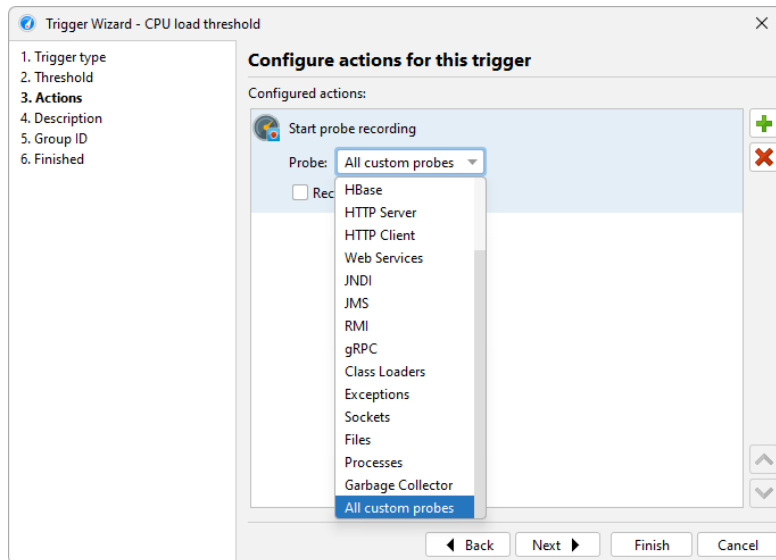 Trigger Wizard - CPU load threshold
1. Trigger type
2. Threshold
3. Actions
4. Description
5. Group ID
6. Finished
Configure actions for this trigger
Configured actions:
Start probe recording
Probe: All custom probes
Rec
HBase
HTTP Server
HTTP Client
Web Services
JNDI
JMS
RMI
gRPC
Class Loaders
Exceptions
Sockets
Files
Processes
Garbage Collector
All custom probes
Back
Next
Finish
Cancel